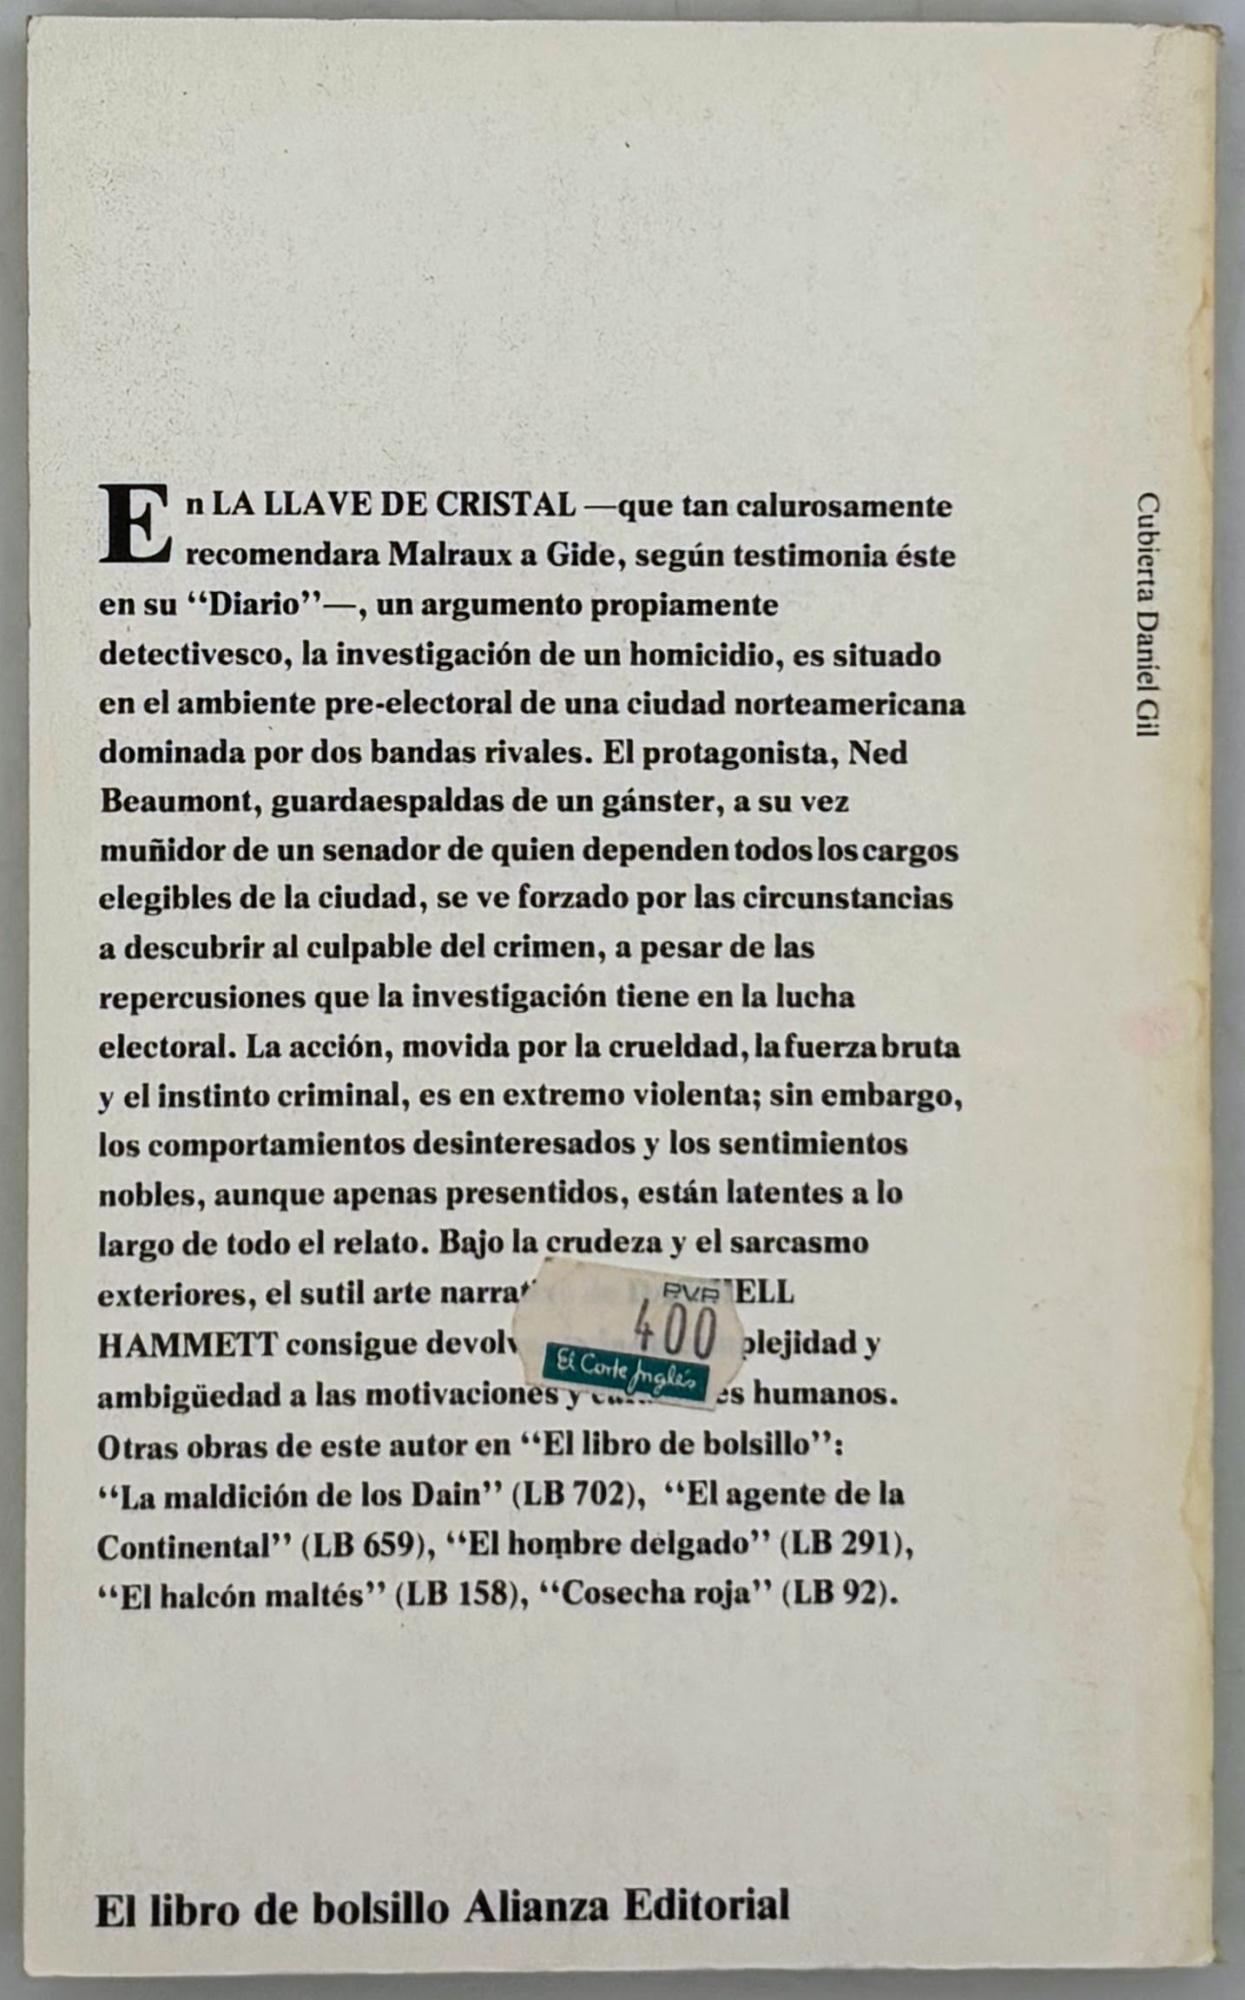 En LA LLAVE DE CRISTAL —que tan calurosamente
recomendara Malraux a Gide, según testimonia éste
en su “Diario”—, un argumento propiamente
detectivesco, la investigación de un homicidio, es situado
en el ambiente pre-electoral de una ciudad norteamericana
dominada por dos bandas rivales. El protagonista, Ned
Beaumont, guardaespaldas de un gánster, a su vez
muñidor de un senador de quien dependen todos los cargos
elegibles de la ciudad, se ve forzado por las circunstancias
a descubrir al culpable del crimen, a pesar de las
repercusiones que la investigación tiene en la lucha
electoral. La acción, movida por la crueldad, la fuerza bruta
y el instinto criminal, es en extremo violenta; sin embargo,
los comportamientos desinteresados y los sentimientos
nobles, aunque apenas presentidos, están latentes a lo
largo de todo el relato. Bajo la crudeza y el sarcasmo
exteriores, el sutil arte
HAMMETT consigue
ambigüedad a las motivaciones y humanos.
Otras obras de este autor en “El libro de bolsillo”:
“La maldición de los Dain” (LB 702), “El agente de la
Continental” (LB 659), “El hombre delgado” (LB 291),
“El halcón maltés” (LB 158), “Cosecha roja” (LB 92).
PVP
400
El Corte Inglés
El libro de bolsillo Alianza Editorial
Cubierta Daniel Gil